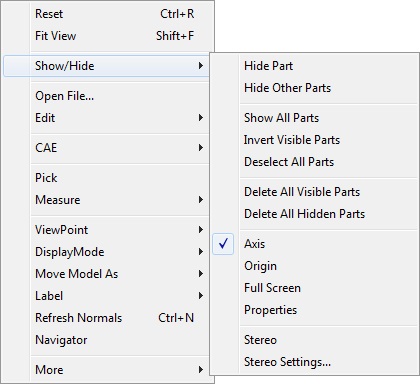 Reset Ctrl+R
Fit View Shift+F
Show/Hide
Open File...
Edit
CAE
Pick
Measure
ViewPoint
DisplayMode
Move Model As
Label
Refresh Normals Ctrl+N
Navigator
More
Hide Part
Hide Other Parts
Show All Parts
Invert Visible Parts
Deselect All Parts
Delete All Visible Parts
Delete All Hidden Parts
Axis
Origin
Full Screen
Properties
Stereo
Stereo Settings...